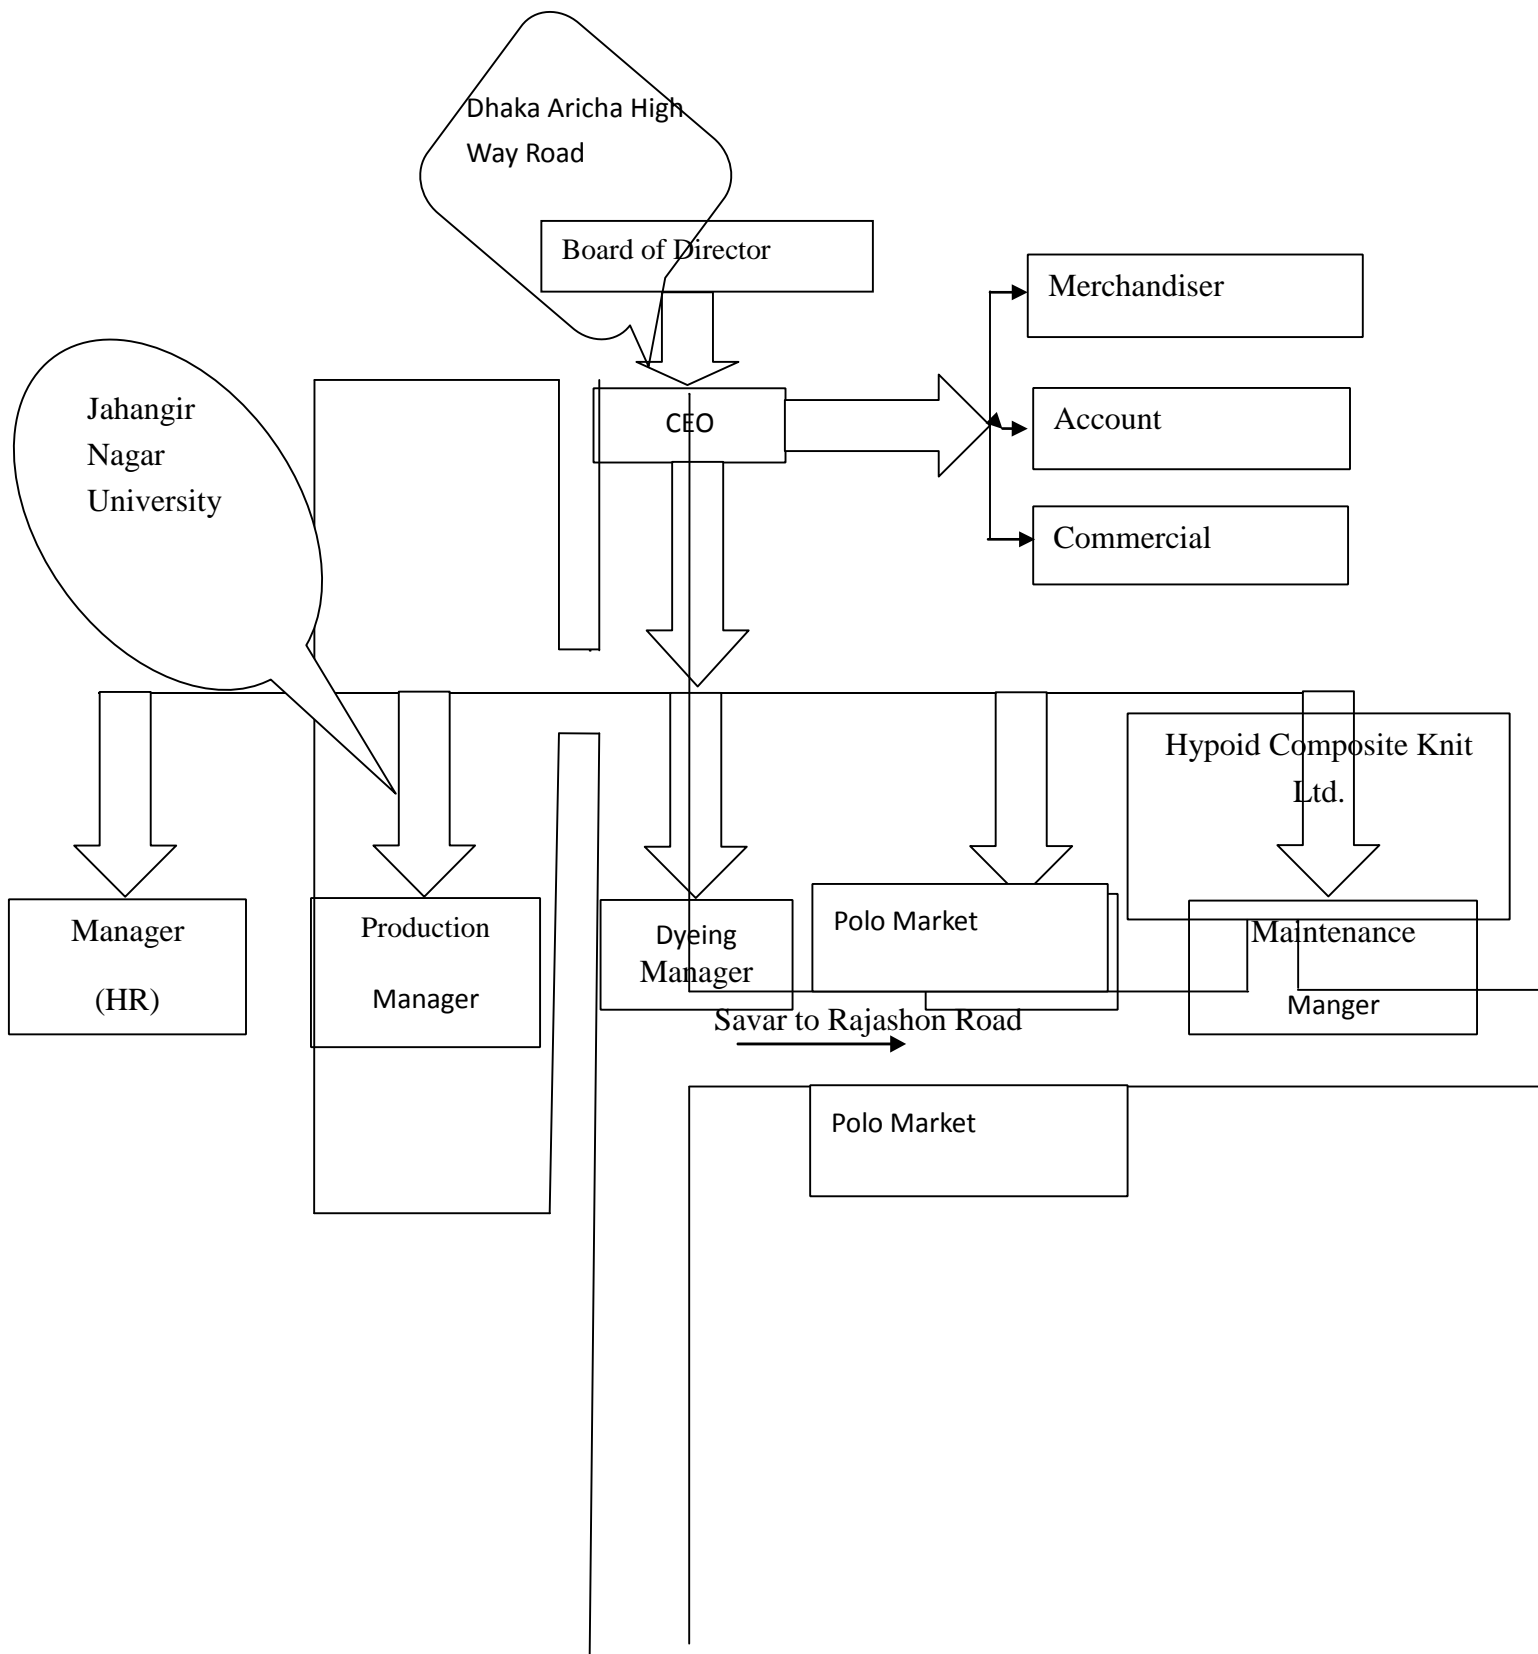 Dhaka Aricha High
Way Road
Board of Director
Merchandiser
Jahangir
Nagar
University
CEO
Account
Commercial
Hypoid Composite Knit
Ltd.
Manager
(HR)
Production
Manager
Dyeing
Manager
Polo Market
Maintenance
Manger
Savar to Rajashon Road
Polo Market